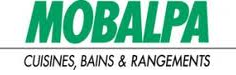 MOBALPA
CUISINES, BAINS & RANGEMENTS